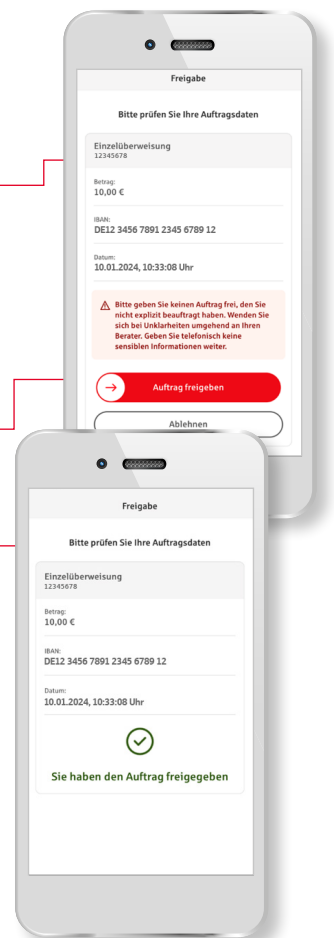 Freigabe
Bitte prüfen Sie Ihre Auftragsdaten
Einzelüberweisung
12345678
Betrag:
10,00 €
IBAN:
DE12 3456 7891 2345 6789 12
Datum:
10.01.2024, 10:33:08 Uhr
Bitte geben Sie keinen Auftrag frei, den Sie
nicht explizit beauftragt haben. Wenden Sie
sich bei Unklarheiten umgehend an Ihren
Berater. Geben Sie telefonisch keine
sensiblen Informationen weiter.
Auftrag freigeben
Ablehnen
Freigabe
Bitte prüfen Sie Ihre Auftragsdaten
Einzelüberweisung
12345678
Betrag:
10,00 €
IBAN:
DE12 3456 7891 2345 6789 12
Datum:
10.01.2024, 10:33:08 Uhr
Sie haben den Auftrag freigegeben